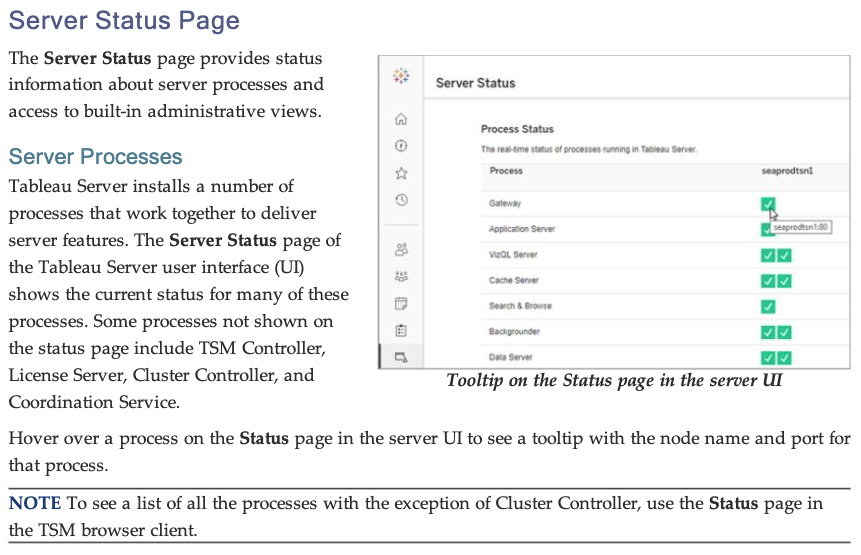 Server Status Page
The Server Status page provides status
information about server processes and
access to built-in administrative views.
Server Processes
Tableau Server installs a number of
processes that work together to deliver
server features. The Server Status page of
the Tableau Server user interface (UI)
shows the current status for many of these
processes. Some processes not shown on
the status page include TSM Controller,
License Server, Cluster Controller, and
Coordination Service.
Server Status
Process Status
The real-time status of processes running in Tableau Server.
Process seaprodtsn1
Gateway
seaprodtsn1:80
Application Server
VizQL Server
Cache Server
Search & Browse
Backgrounder
Data Server
Tooltip on the Status page in the server UI
Hover over a process on the Status page in the server UI to see a tooltip with the node name and port for
that process.
NOTE To see a list of all the processes with the exception of Cluster Controller, use the Status page in
the TSM browser client.